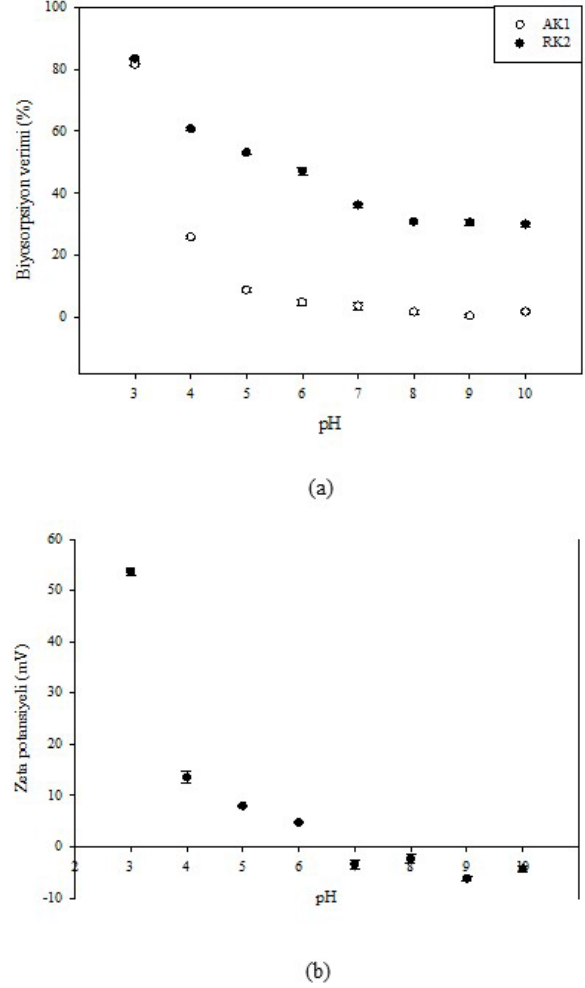 100
80
60
40
20
0
Biyosorpsiyon verimi (%)
AK1
RK2
3 4 5 6 7 8 9 10
pH
(a)
60
50
40
30
20
10
0
-10
Zeta potansiyeli (mV)
2 3 4 5 6 7 8 9 10
pH
(b)